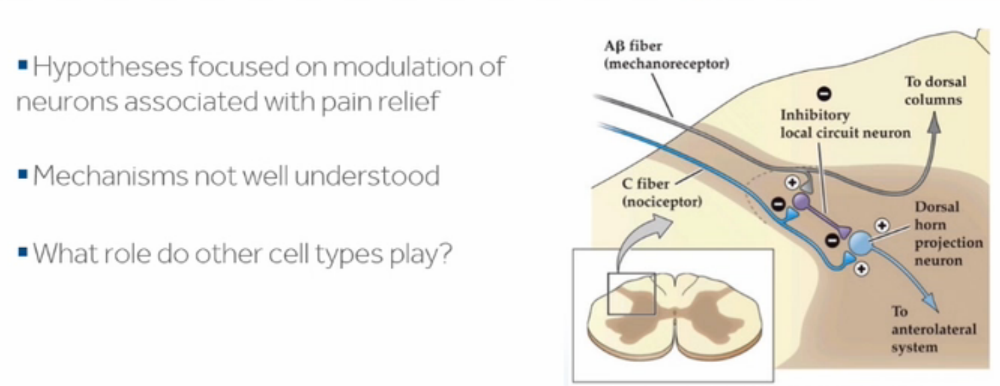 ▪Hypotheses focused on modulation of
neurons associated with pain relief
▪Mechanisms not well understood
▪What role do other cell types play?
Aβ fiber
(mechanoreceptor)
To dorsal
columns
−
Inhibitory
local circuit neuron
C fiber
(nociceptor)
+
−
Dorsal
horn
projection
neuron
+
−
+
To
anterolateral
system